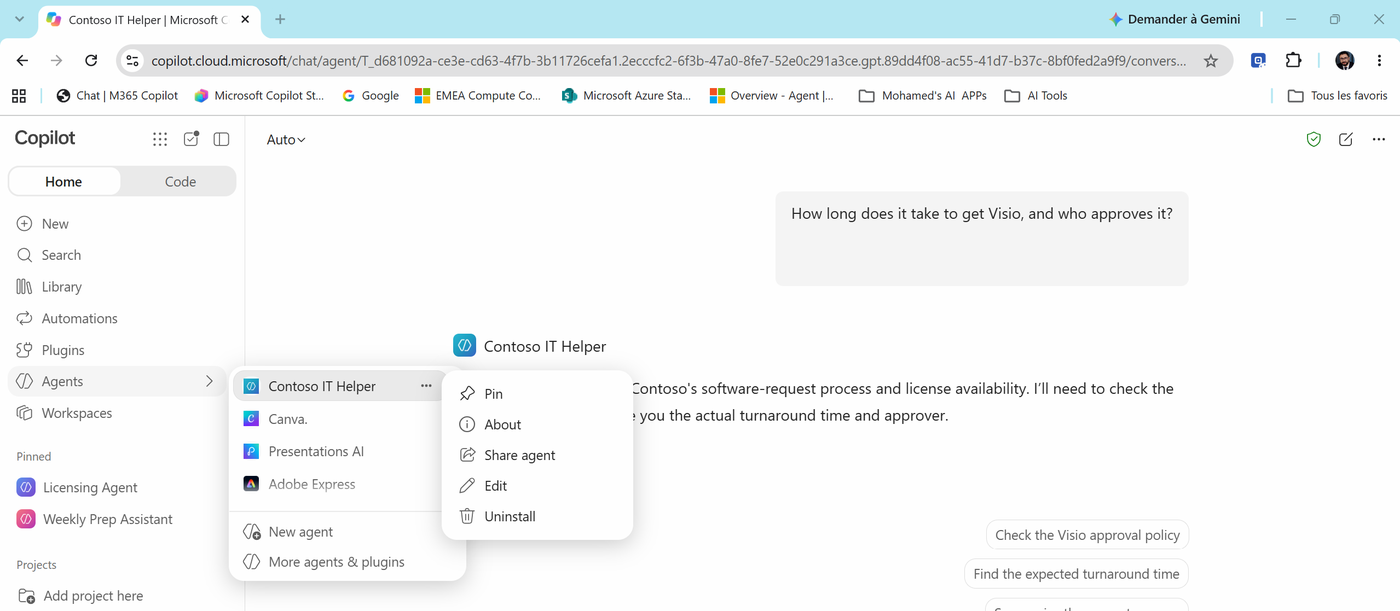 Contoso IT Helper | Microsoft C
Demander à Gemini
copilot.cloud.microsoft/chat/agent/T_d681092a-ce3e-cd63-4f7b-3b11726cefa1.2ecccfc2-6f3b-47a0-8fe7-52e0c291a3ce.gpt.89dd4f08-ac55-41d7-b37c-8bf0fed2a9f9/convers...
Chat | M365 Copilot
Microsoft Copilot St...
Google
EMEA Compute Co...
Microsoft Azure Sta...
Overview - Agent |...
Mohamed's AI APPs
AI Tools
Tous les favoris
Copilot
Auto
Home
Code
How long does it take to get Visio, and who approves it?
New
Search
Library
Automations
Plugins
Agents
Workspaces
Pinned
Licensing Agent
Weekly Prep Assistant
Projects
Add project here
Contoso IT Helper
Canva.
Presentations AI
Adobe Express
New agent
More agents & plugins
Pin
About
Share agent
Edit
Uninstall
Contoso IT Helper
Contoso's software-request process and license availability. I'll need to check the
you the actual turnaround time and approver.
Check the Visio approval policy
Find the expected turnaround time